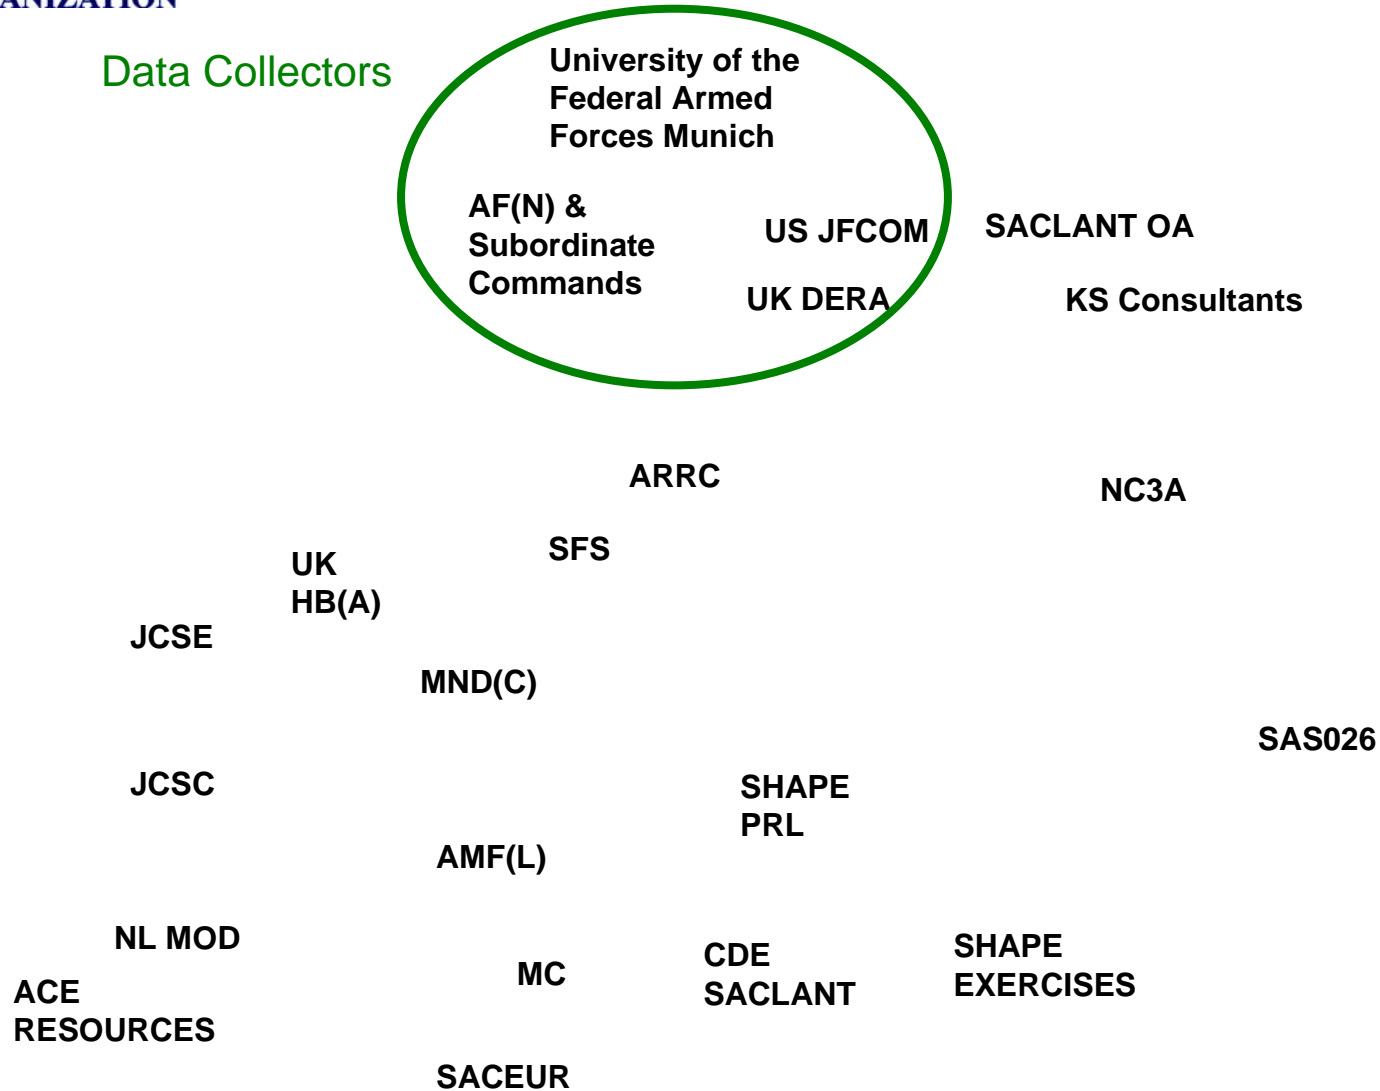 Data Collectors
University of the
Federal Armed
Forces Munich
AF(N) &
Subordinate
Commands
US JFCOM
UK DERA
SACLANT OA
KS Consultants
ARRC
NC3A
SFS
UK
HB(A)
JCSE
MND(C)
SAS026
JCSC
SHAPE
PRL
AMF(L)
NL MOD
MC
CDE
SACLANT
SHAPE
EXERCISES
ACE
RESOURCES
SACEUR